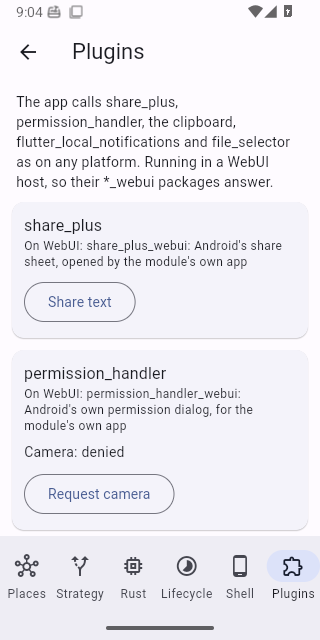 9:04
Plugins
The app calls share_plus,
permission_handler, the clipboard,
flutter_local_notifications and file_selector
as on any platform. Running in a WebUI
host, so their *_webui packages answer.
share_plus
On WebUI: share_plus_webui: Android's share
sheet, opened by the module's own app
Share text
permission_handler
On WebUI: permission_handler_webui:
Android's own permission dialog, for the
module's own app
Camera: denied
Request camera
Places Strategy Rust Lifecycle Shell Plugins